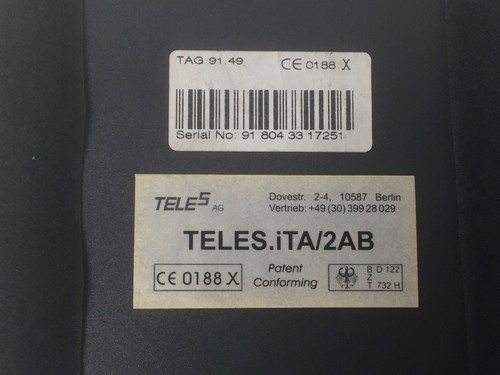 TAG 91.49 CE 0188 X
Serial No: 91 804 33 17251
TELES AG
Dovestr. 2-4, 10587 Berlin
Vertrieb: +49 (30) 399 28 029
TELES.iTA/2AB
CE 0188 X
Patent
Conforming
B D 122
Z
T 732 H